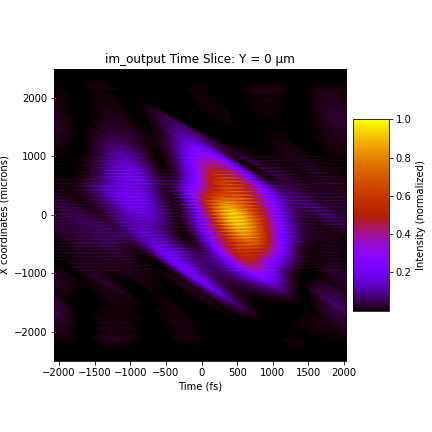 im_output Time Slice: Y = 0 μm
X coordinates (microns)
2000
1000
0
−1000
−2000
−2000 −1500 −1000 −500 0 500 1000 1500 2000
Time (fs)
1.0
0.8
0.6
0.4
0.2
Intensity (normalized)